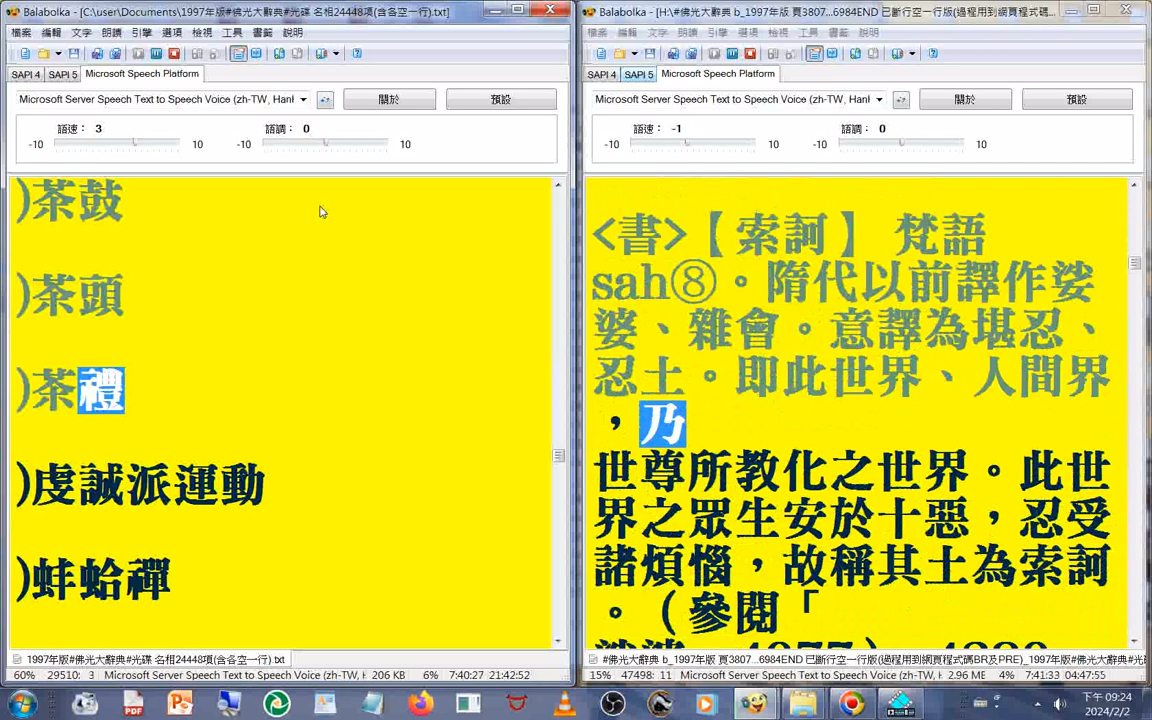 Balabolka - [C:\user\Documents\1997年版#佛光大辭典#光碟 名相24448項(含各空一行).txt]
檔案 編輯 文字 朗讀 引擎 選項 檢視 工具 書籤 說明
SAPI 4 SAPI 5 Microsoft Speech Platform
Microsoft Server Speech Text to Speech Voice (zh-TW, Han
關於 預設
語速： 3 語調： 0
-10 10 -10 10
)茶鼓
)茶頭
)茶禮
)虔誠派運動
)蚌蛤禪
1997年版#佛光大辭典#光碟 名相24448項(含各空一行).txt
60% 29510: 3 Microsoft Server Speech Text to Speech Voice (zh-TW, H 206 KB 6% 7:40:27 21:42:52
Balabolka - [H:\#佛光大辭典 b_1997年版 頁3807...6984END 已斷行空一行版(過程用到網頁程式碼...
檔案 編輯 文字 朗讀 引擎 選項 檢視 工具 書籤 說明
SAPI 4 SAPI 5 Microsoft Speech Platform
Microsoft Server Speech Text to Speech Voice (zh-TW, Han
關於 預設
語速： -1 語調： 0
-10 10 -10 10
<書>【索訶】 梵語
sah⑧。隋代以前譯作娑
婆、雜會。意譯為堪忍、
忍土。即此世界、人間界
，乃
世尊所教化之世界。此世
界之眾生安於十惡，忍受
諸煩惱，故稱其土為索訶
。（參閱「
#佛光大辭典 b_1997年版 頁3807...6984END 已斷行空一行版(過程用到網頁程式碼BR及PRE)_1997年版#佛光
15% 47498: 11 Microsoft Server Speech Text to Speech Voice (zh-TW, H 2.96 ME 4% 7:41:33 04:47:55
下午 09:24
2024/2/2